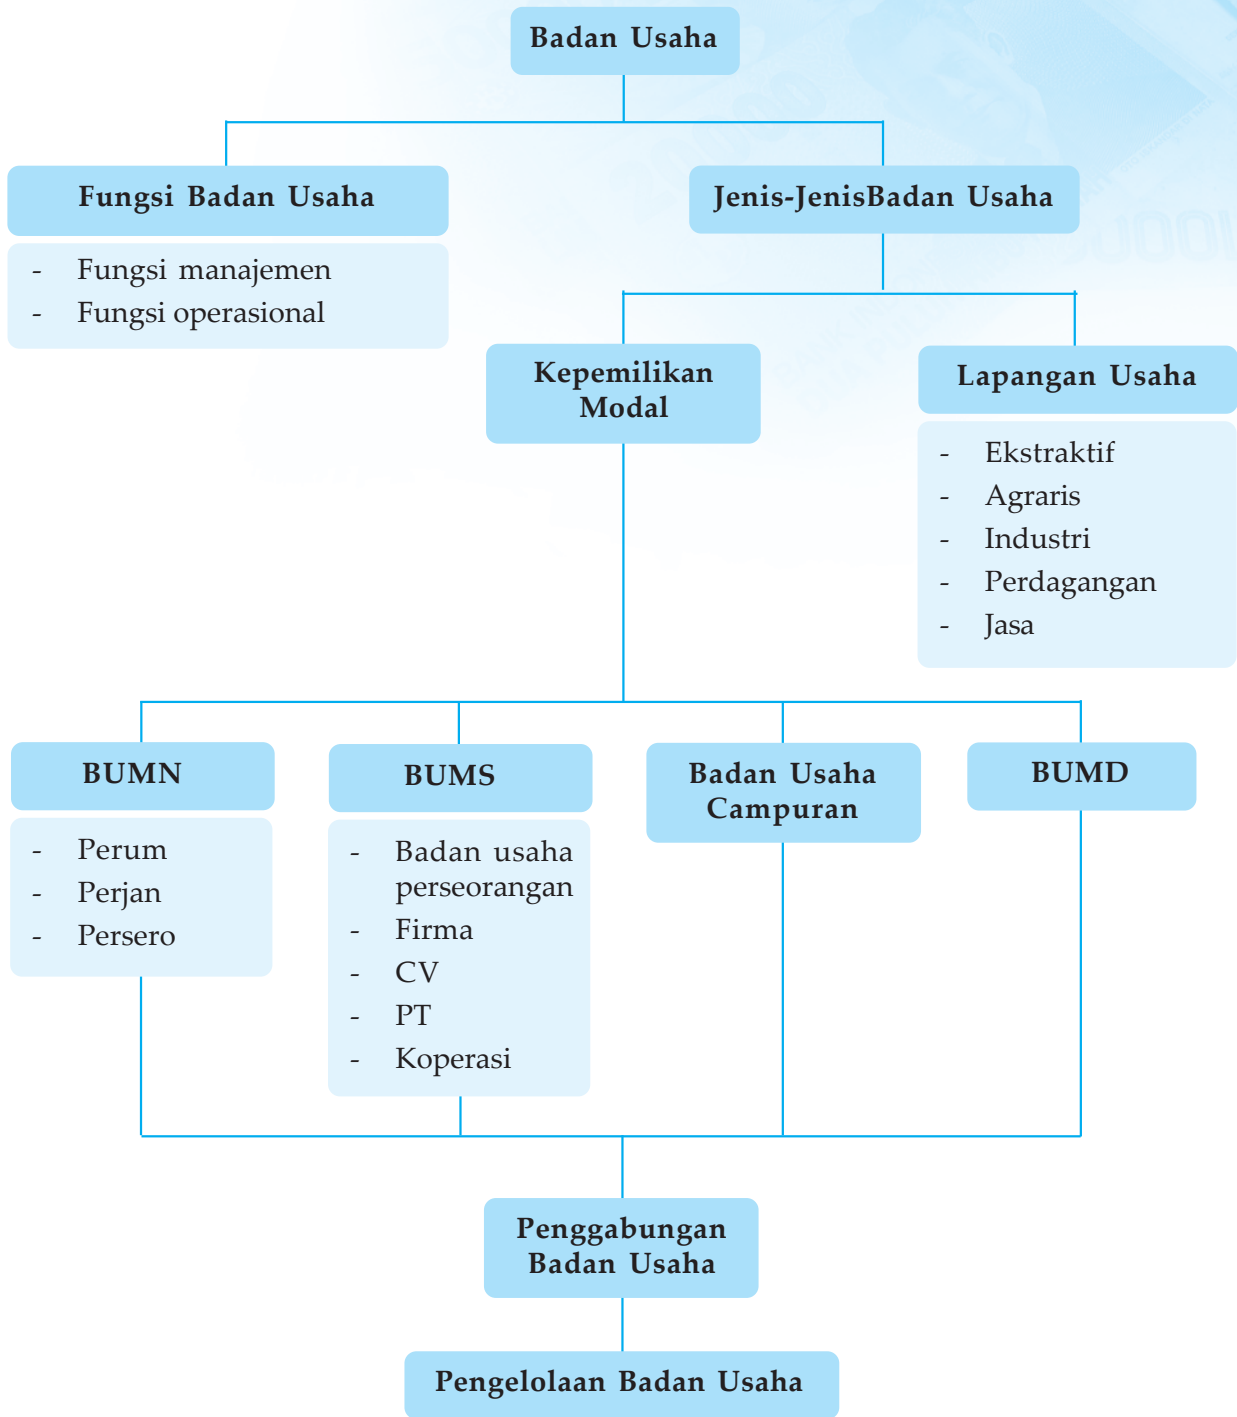 Badan Usaha
Fungsi Badan Usaha
- Fungsi manajemen
- Fungsi operasional
Jenis-JenisBadan Usaha
Kepemilikan
Modal
Lapangan Usaha
- Ekstraktif
- Agraris
- Industri
- Perdagangan
- Jasa
BUMN
- Perum
- Perjan
- Persero
BUMS
- Badan usaha
perseorangan
- Firma
- CV
- PT
- Koperasi
Badan Usaha
Campuran
BUMD
Penggabungan
Badan Usaha
Pengelolaan Badan Usaha